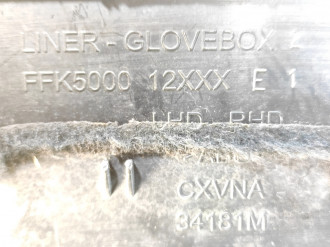 LINER - GLOVEBOX
FFK5000 12XXX E 1
LHD RHD
CXVNA -
34181M